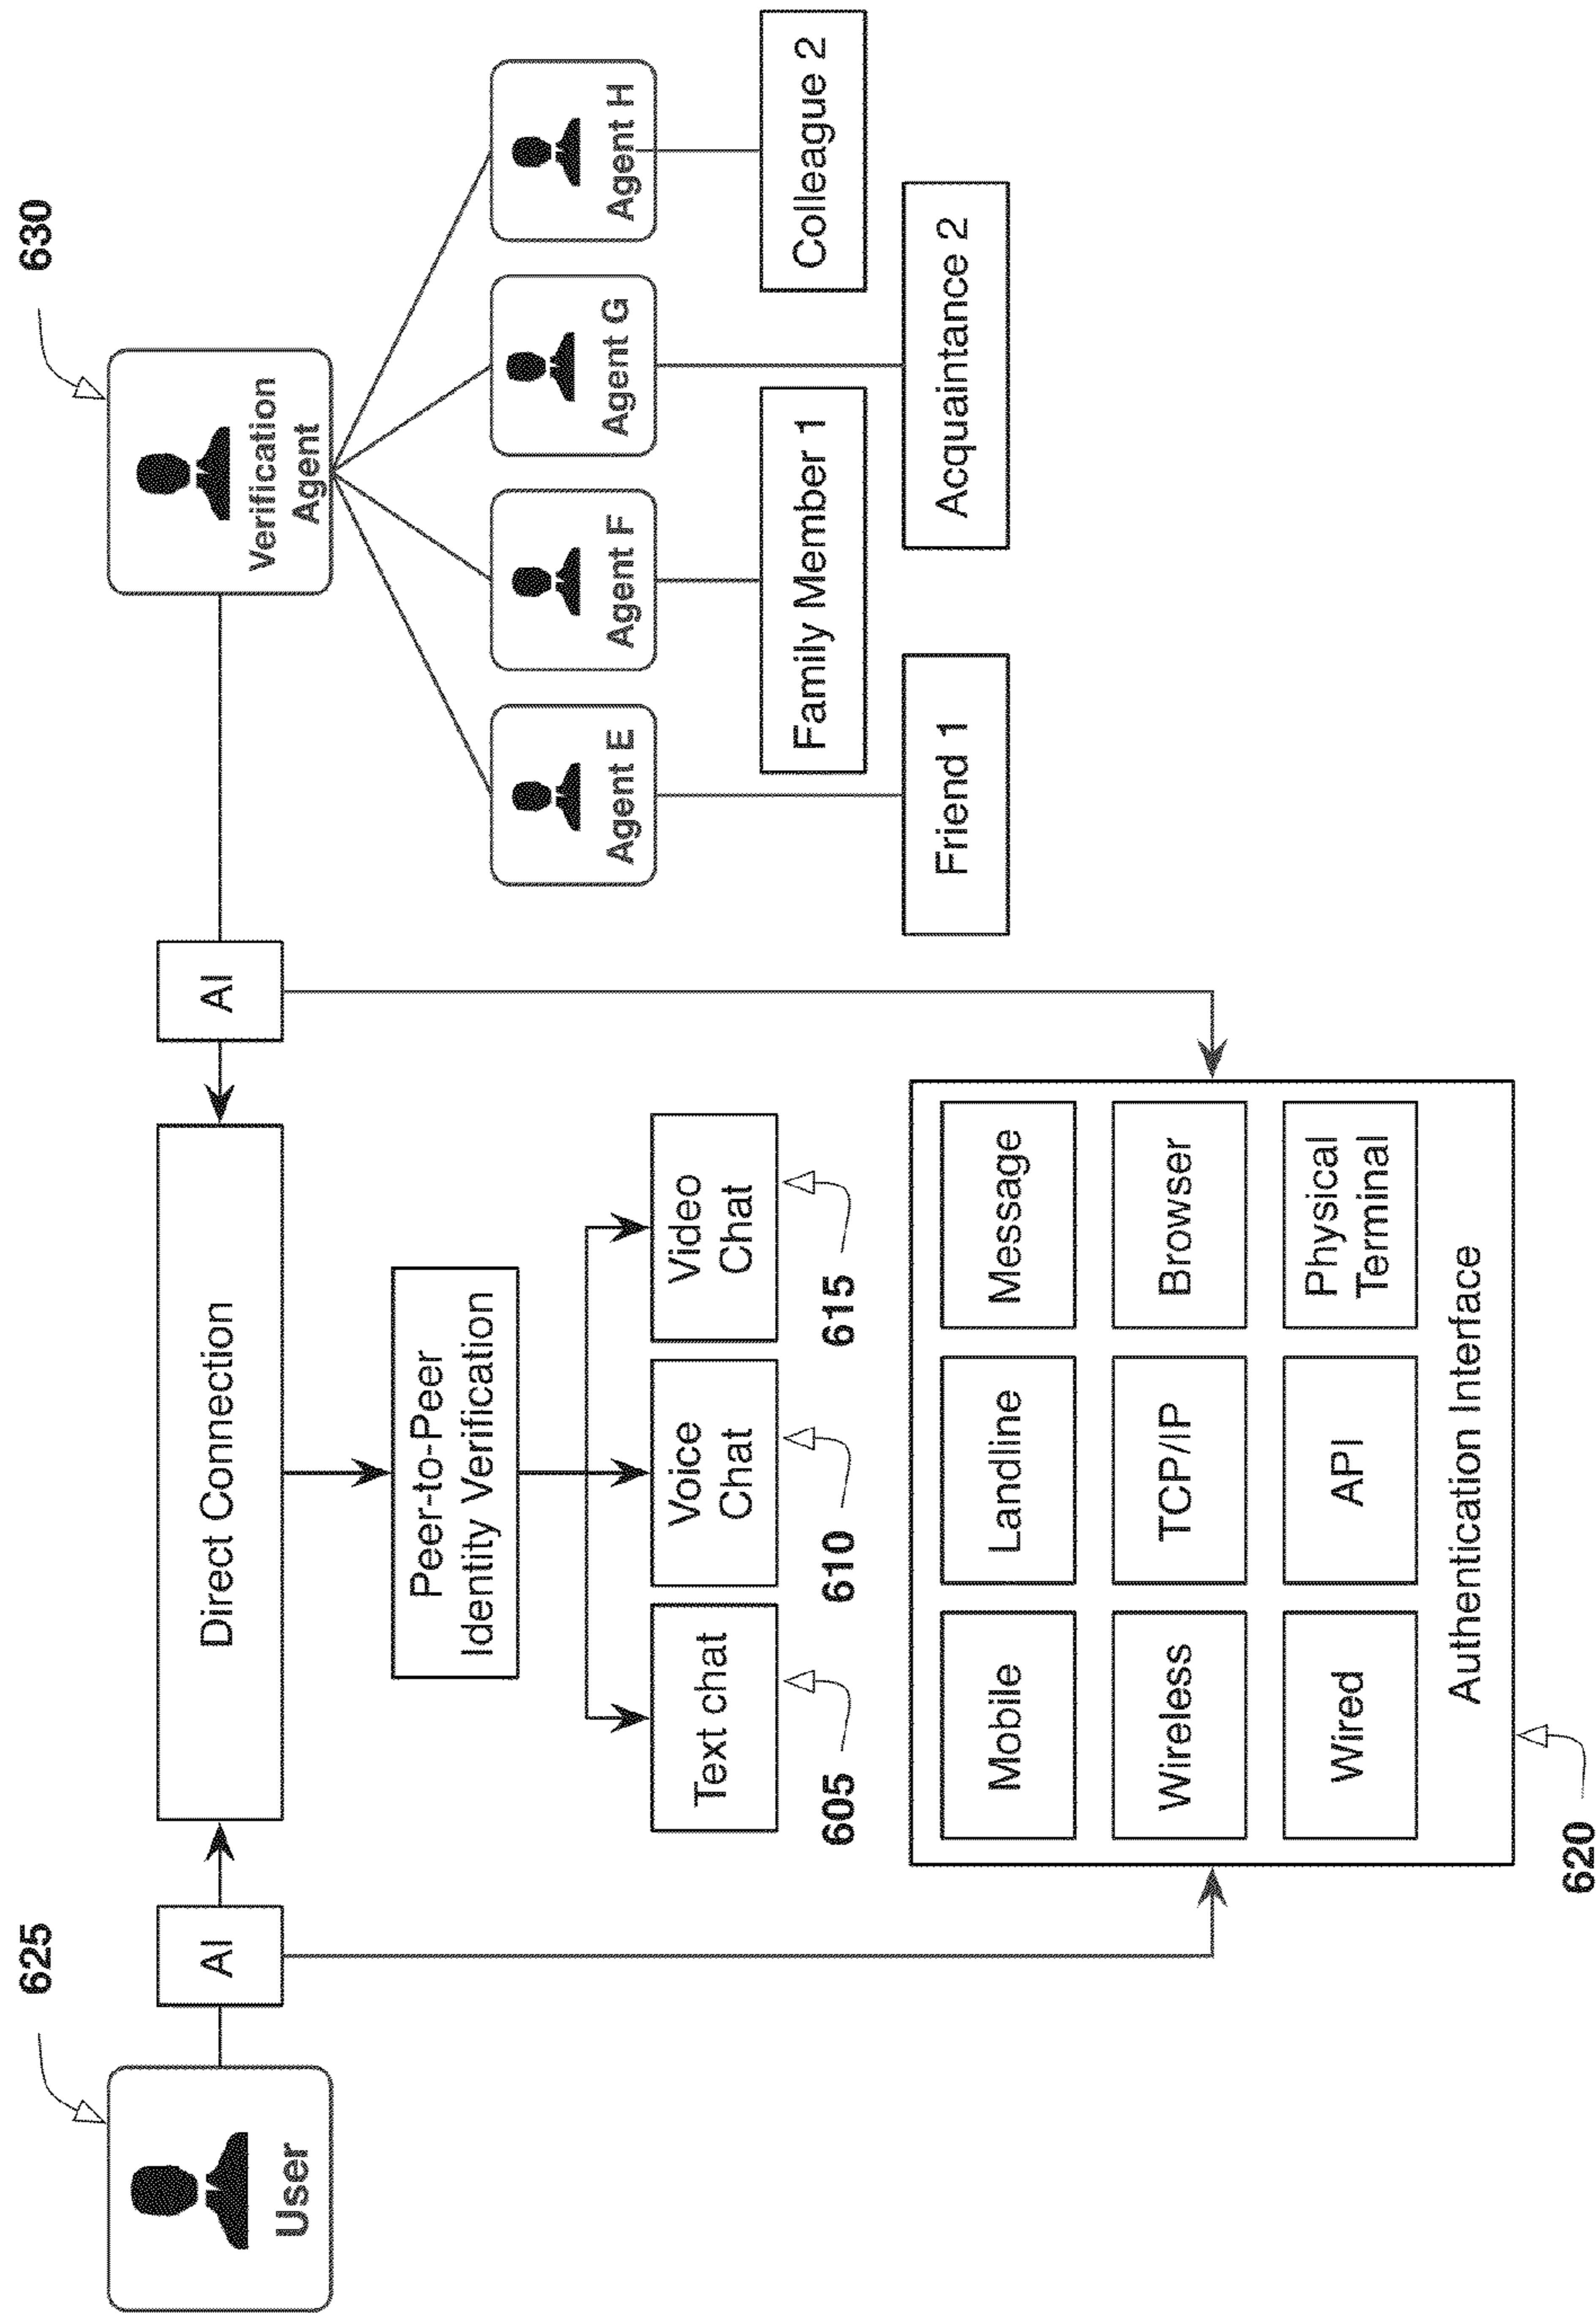 625
630
User
AI
Direct Connection
AI
Verification
Agent
Peer-to-Peer
Identity Verification
Text chat
Voice
Chat
Video
Chat
605
610
615
Agent E
Agent F
Agent G
Agent H
Family Member 1
Colleague 2
Friend 1
Acquaintance 2
Mobile
Landline
Message
Wireless
TCP/IP
Browser
Wired
API
Physical
Terminal
Authentication Interface
620